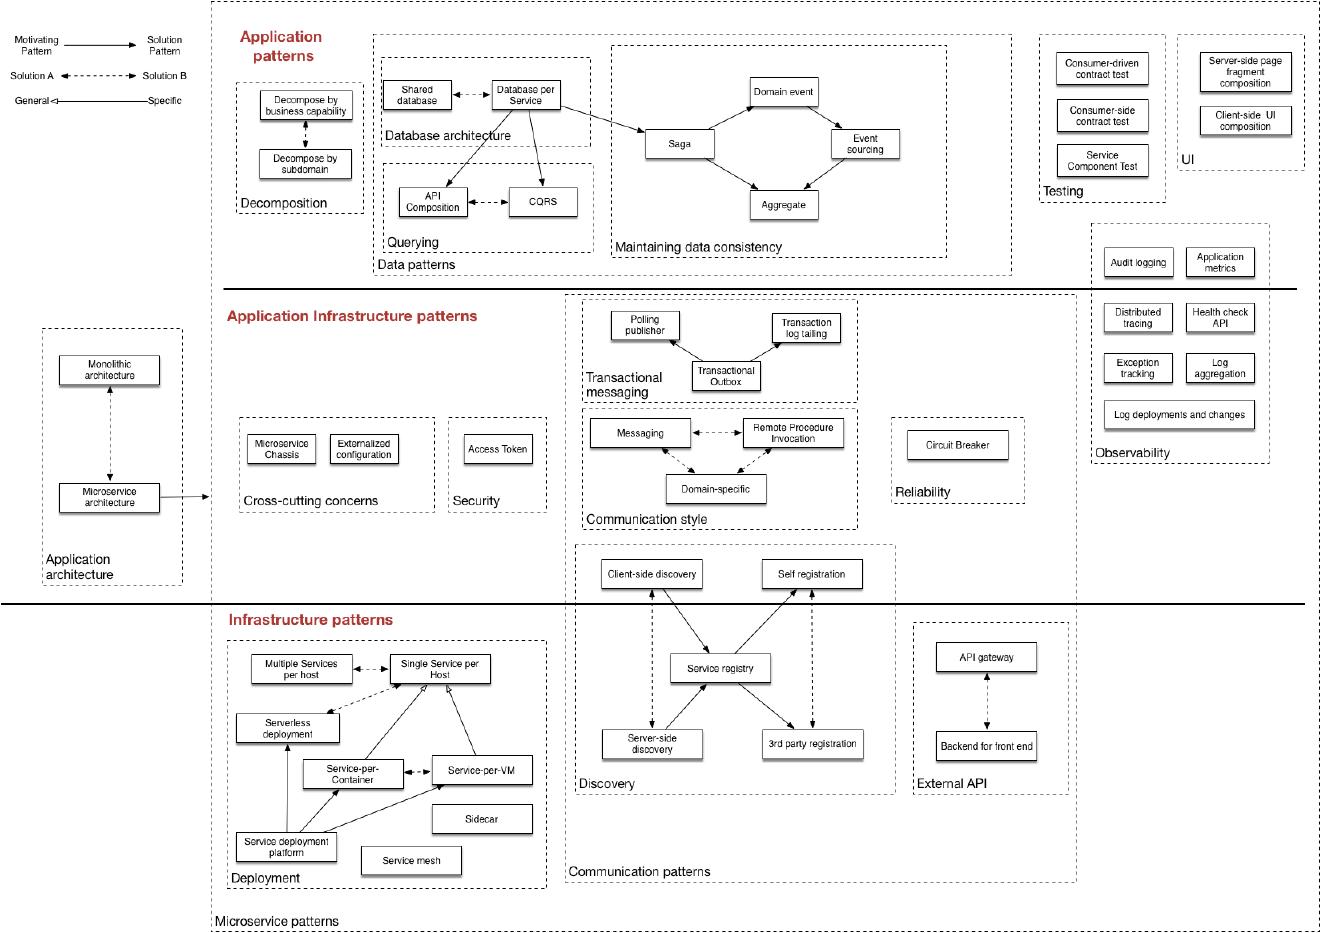 Motivating
Pattern
Solution
Pattern
Solution A
Solution B
General
Specific
Application
patterns
Decompose by
business capability
Decompose by
subdomain
Decomposition
Shared
database
Database per
Service
Database architecture
API
Composition
CQRS
Querying
Data patterns
Domain event
Saga
Event
sourcing
Aggregate
Maintaining data consistency
Consumer-driven
contract test
Consumer-side
contract test
Service
Component Test
Testing
Server-side page
fragment
composition
Client-side UI
composition
UI
Audit logging
Application
metrics
Distributed
tracing
Health check
API
Exception
tracking
Log
aggregation
Log deployments and changes
Observability
Application Infrastructure patterns
Monolithic
architecture
Microservice
architecture
Application
architecture
Microservice
Chassis
Externalized
configuration
Cross-cutting concerns
Access Token
Security
Polling
publisher
Transaction
log tailing
Transactional
Outbox
Transactional
messaging
Messaging
Remote Procedure
Invocation
Domain-specific
Communication style
Circuit Breaker
Reliability
Client-side discovery
Self registration
Service registry
Server-side
discovery
3rd party registration
Discovery
API gateway
Backend for front end
External API
Communication patterns
Infrastructure patterns
Multiple Services
per host
Single Service per
Host
Serverless
deployment
Service-per-
Container
Service-per-VM
Sidecar
Service deployment
platform
Service mesh
Deployment
Microservice patterns